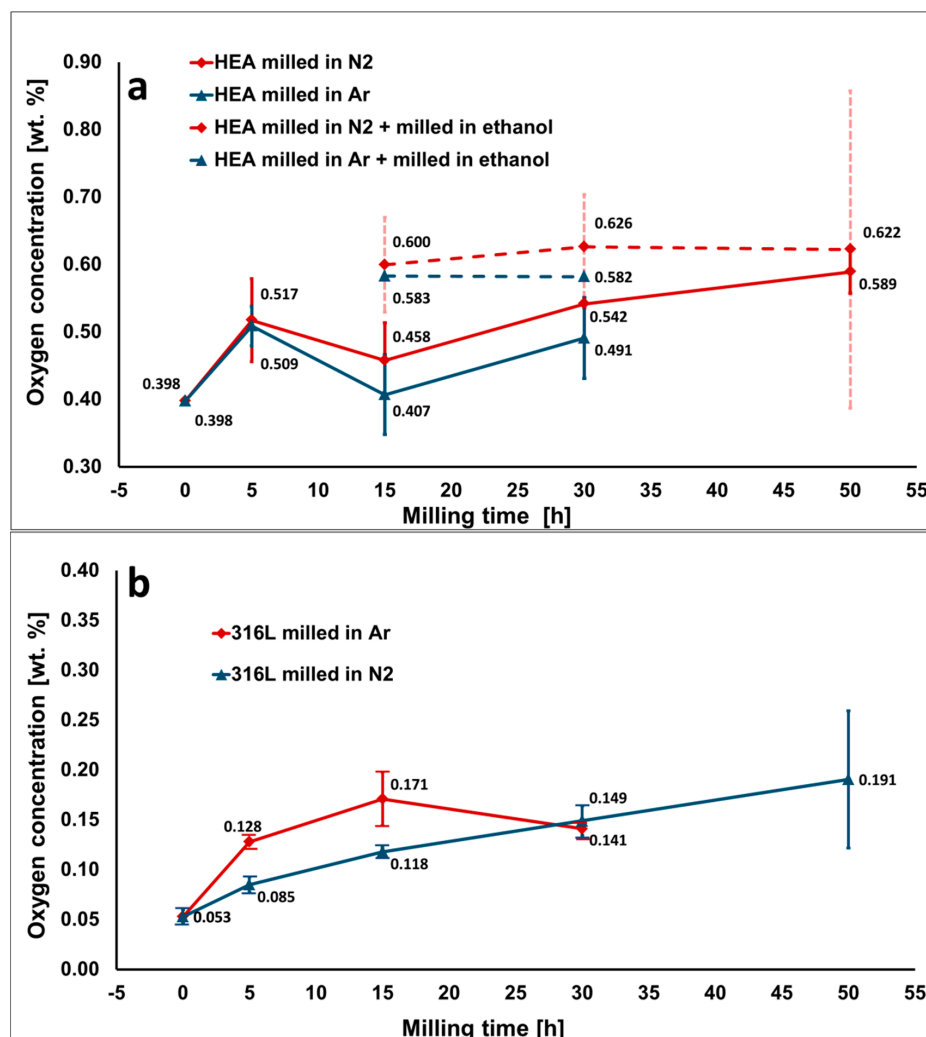 a
HEA milled in N2
HEA milled in Ar
HEA milled in N2 + milled in ethanol
HEA milled in Ar + milled in ethanol
Oxygen concentration [wt. %]
0.90
0.80
0.70
0.60
0.50
0.40
0.30
0.398
0.398
0.517
0.509
0.600
0.583
0.458
0.407
0.626
0.582
0.542
0.491
0.622
0.589
-5 0 5 10 15 20 25 30 35 40 45 50 55
Milling time [h]
b
316L milled in Ar
316L milled in N2
Oxygen concentration [wt. %]
0.40
0.35
0.30
0.25
0.20
0.15
0.10
0.05
0.00
0.053
0.128
0.085
0.171
0.118
0.149
0.141
0.191
-5 0 5 10 15 20 25 30 35 40 45 50 55
Milling time [h]